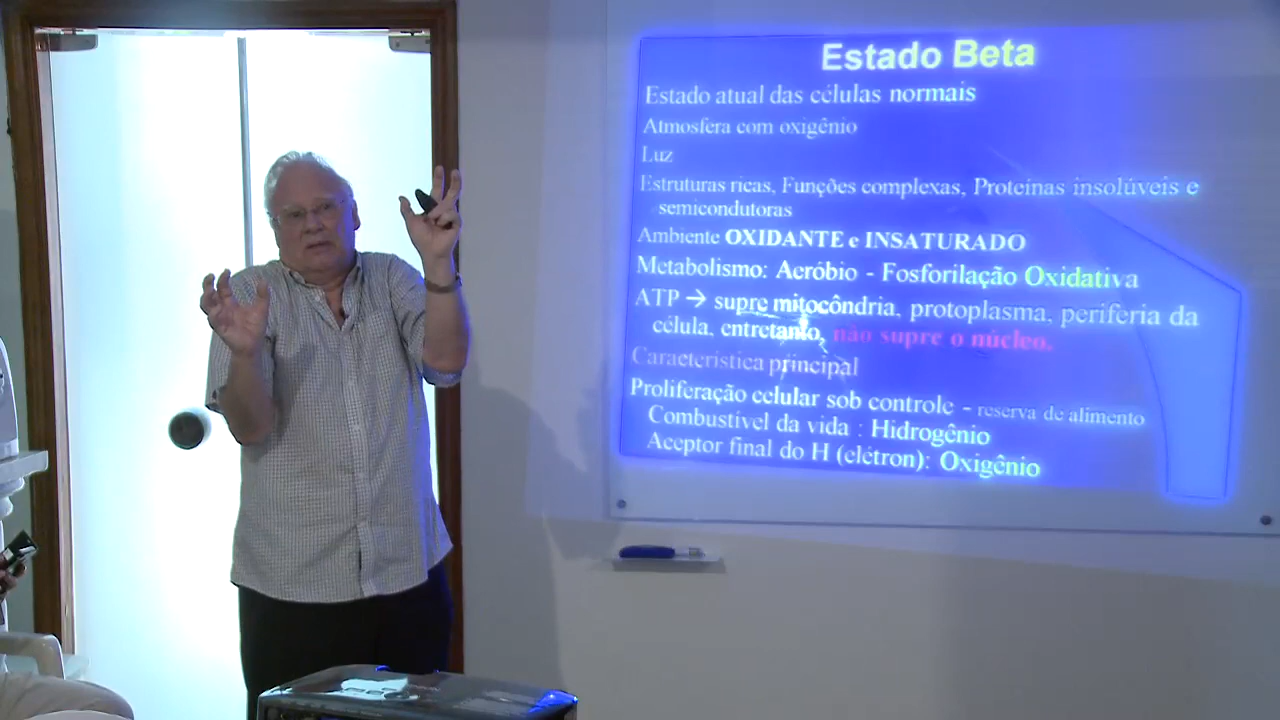 Estado Beta
Estado atual das células normais
Atmosfera com oxigênio
Luz
Estruturas ricas, Funções complexas, Proteínas insolúveis e
semicondutoras
Ambiente OXIDANTE e INSATURADO
Metabolismo: Aeróbio - Fosforilação Oxidativa
ATP → supre mitocôndria, protoplasma, periferia da
célula, entretanto, não supre o núcleo.
Característica principal
Proliferação celular sob controle - reserva de alimento
Combustível da vida : Hidrogênio
Aceptor final do H (elétron): Oxigênio